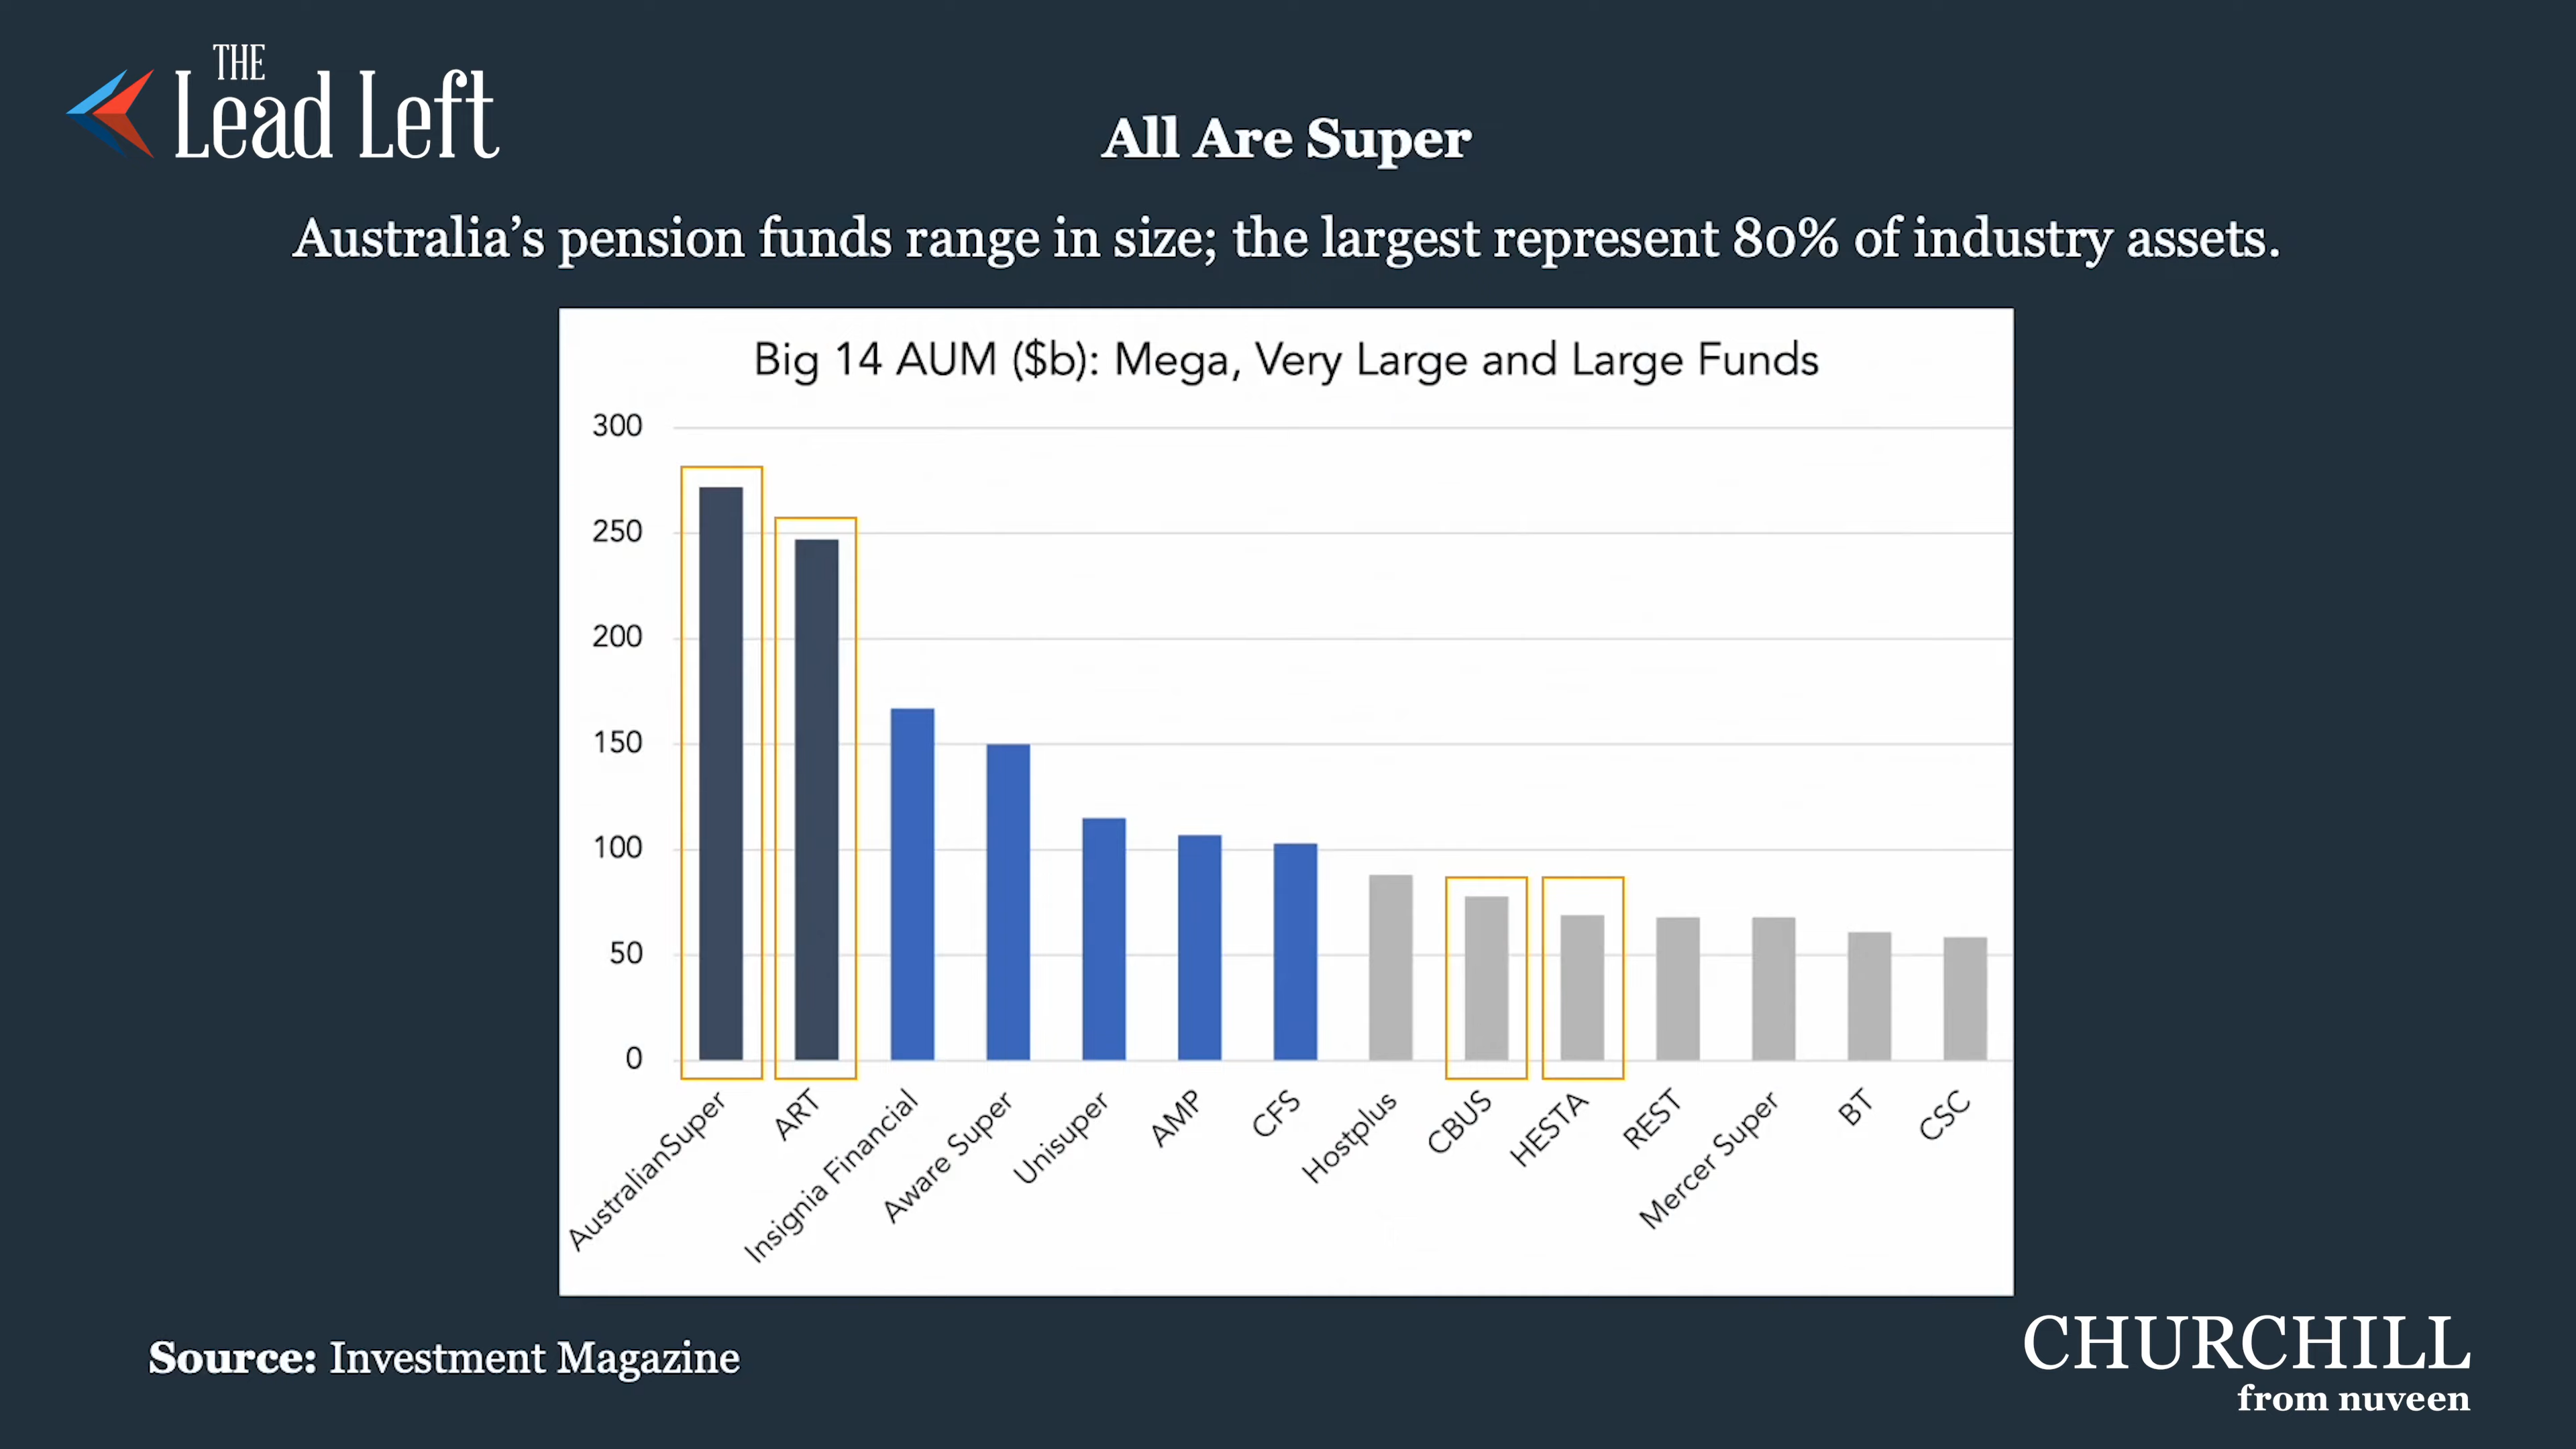 THE
Lead Left
All Are Super
Australia’s pension funds range in size; the largest represent 80% of industry assets.
Big 14 AUM ($b): Mega, Very Large and Large Funds
300
250
200
150
100
50
0
AustralianSuper
ART
Insignia Financial
Aware Super
Unisuper
AMP
CFS
Hostplus
CBUS
HESTA
REST
Mercer Super
BT
CSC
Source: Investment Magazine
CHURCHILL
from nuveen